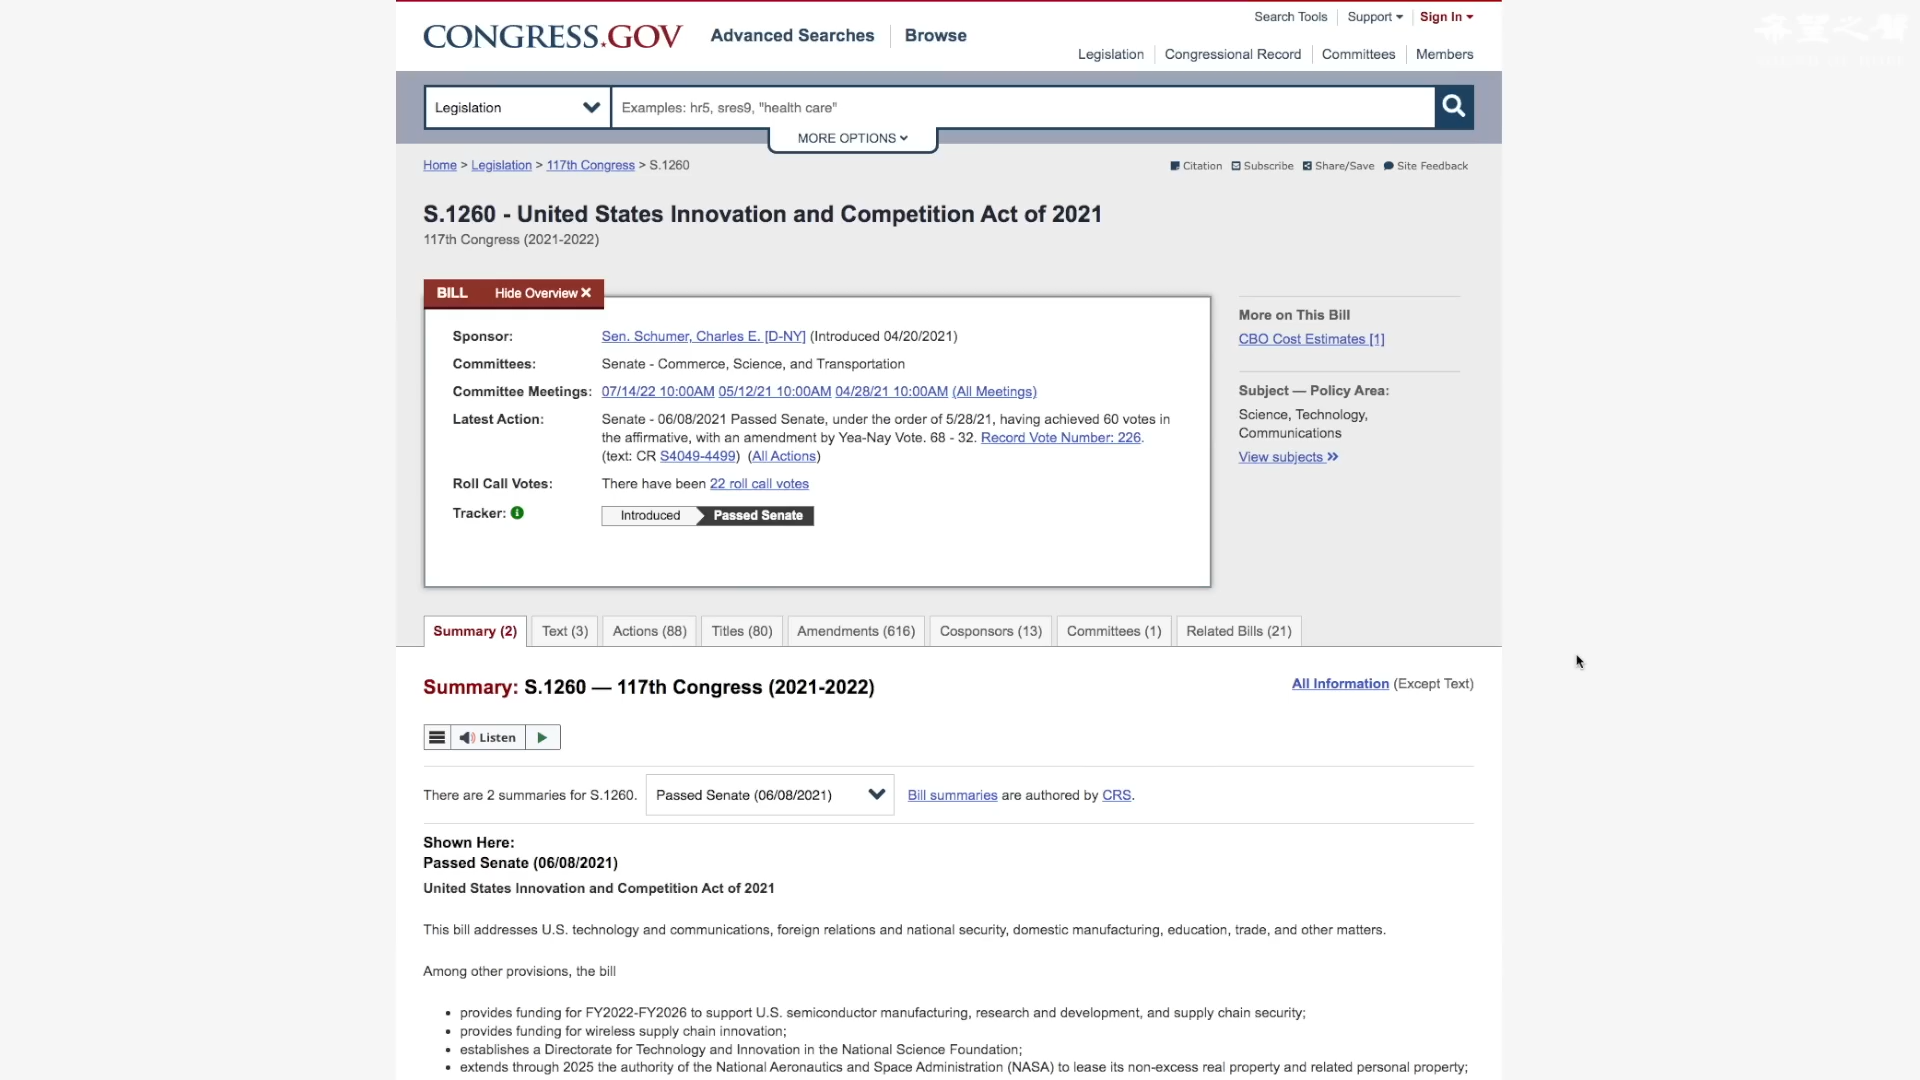 CONGRESS.GOV
Advanced Searches
Browse
Search Tools
Support
Sign In
Legislation
Congressional Record
Committees
Members
希望之聲
Legislation
Examples: hr5, sres9, "health care"
MORE OPTIONS
Home > Legislation > 117th Congress > S.1260
Citation
Subscribe
Share/Save
Site Feedback
S.1260 - United States Innovation and Competition Act of 2021
117th Congress (2021-2022)
BILL
Hide Overview
Sponsor: Sen. Schumer, Charles E. [D-NY] (Introduced 04/20/2021)
Committees: Senate - Commerce, Science, and Transportation
Committee Meetings: 07/14/22 10:00AM 05/12/21 10:00AM 04/28/21 10:00AM (All Meetings)
Latest Action: Senate - 06/08/2021 Passed Senate, under the order of 5/28/21, having achieved 60 votes in
the affirmative, with an amendment by Yea-Nay Vote. 68 - 32. Record Vote Number: 226.
(text: CR S4049-4499) (All Actions)
Roll Call Votes: There have been 22 roll call votes
Tracker: Introduced Passed Senate
More on This Bill
CBO Cost Estimates [1]
Subject — Policy Area:
Science, Technology,
Communications
View subjects
Summary (2)
Text (3)
Actions (88)
Titles (80)
Amendments (616)
Cosponsors (13)
Committees (1)
Related Bills (21)
Summary: S.1260 — 117th Congress (2021-2022)
All Information (Except Text)
Listen
There are 2 summaries for S.1260. Passed Senate (06/08/2021) Bill summaries are authored by CRS.
Shown Here:
Passed Senate (06/08/2021)
United States Innovation and Competition Act of 2021
This bill addresses U.S. technology and communications, foreign relations and national security, domestic manufacturing, education, trade, and other matters.
Among other provisions, the bill
• provides funding for FY2022-FY2026 to support U.S. semiconductor manufacturing, research and development, and supply chain security;
• provides funding for wireless supply chain innovation;
• establishes a Directorate for Technology and Innovation in the National Science Foundation;
• extends through 2025 the authority of the National Aeronautics and Space Administration (NASA) to lease its non-excess real property and related personal property;